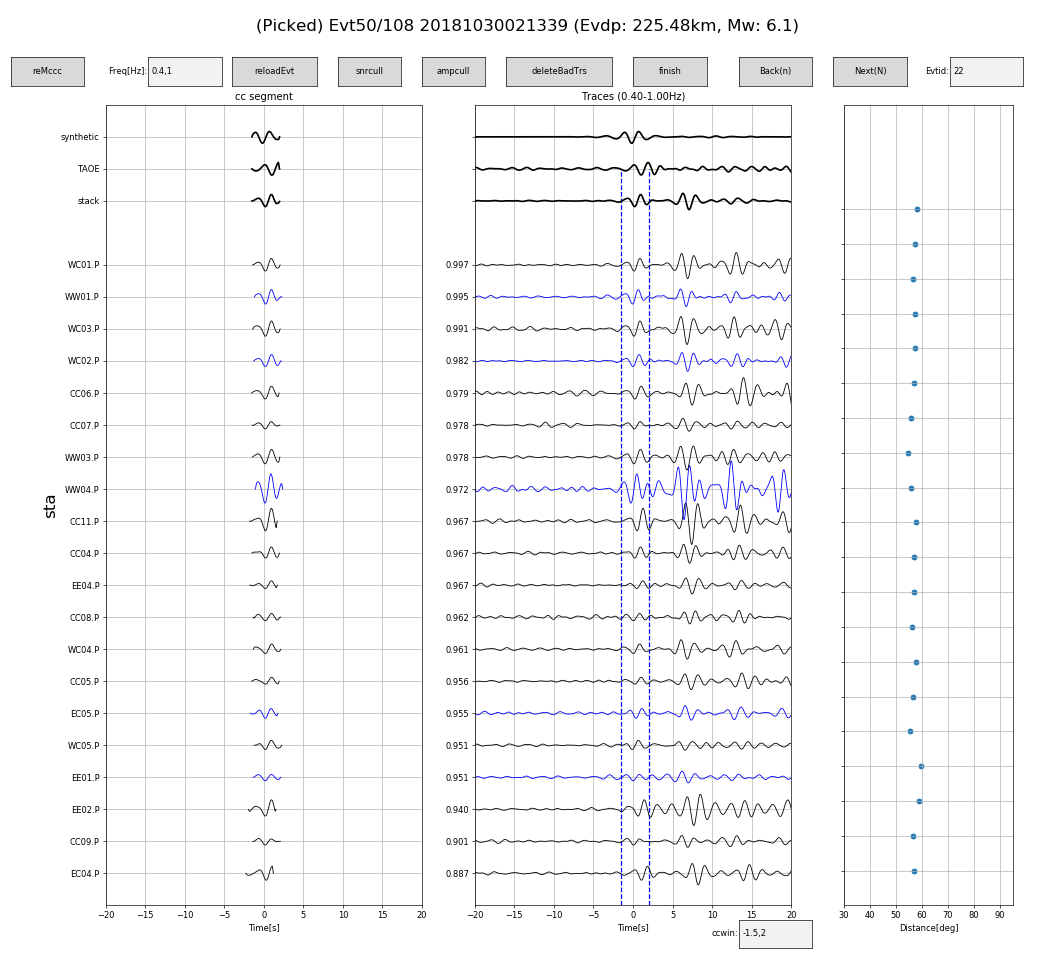 (Picked) Evt50/108 20181030021339 (Evdp: 225.48km, Mw: 6.1)
reMccc Freq[Hz]: 0.4,1 reloadEvt snrcull ampcull deleteBadTrs finish Back(n) Next(N) Evtid: 22
cc segment Traces (0.40-1.00Hz)
synthetic
TAOE
stack
WC01.P 0.997
WW01.P 0.995
WC03.P 0.991
WC02.P 0.982
CC06.P 0.979
CC07.P 0.978
WW03.P 0.978
WW04.P 0.972
sta
CC11.P 0.967
CC04.P 0.967
EE04.P 0.967
CC08.P 0.962
WC04.P 0.961
CC05.P 0.956
EC05.P 0.955
WC05.P 0.951
EE01.P 0.951
EE02.P 0.940
CC09.P 0.901
EC04.P 0.887
−20 −15 −10 −5 0 5 10 15 20 −20 −15 −10 −5 0 5 10 15 20 30 40 50 60 70 80 90
Time[s] Time[s] Distance[deg]
ccwin: -1.5,2